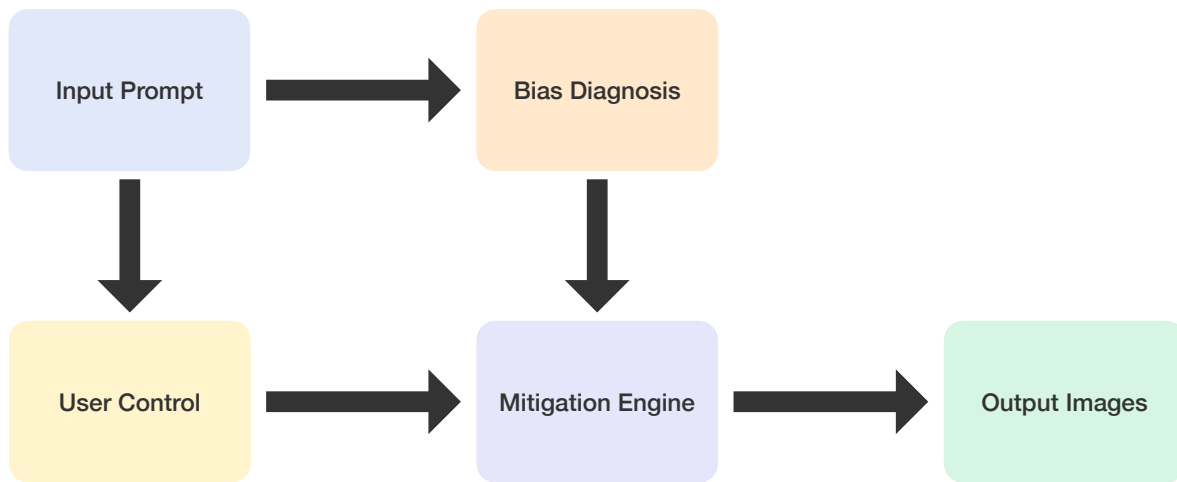 Input Prompt
Bias Diagnosis
User Control
Mitigation Engine
Output Images